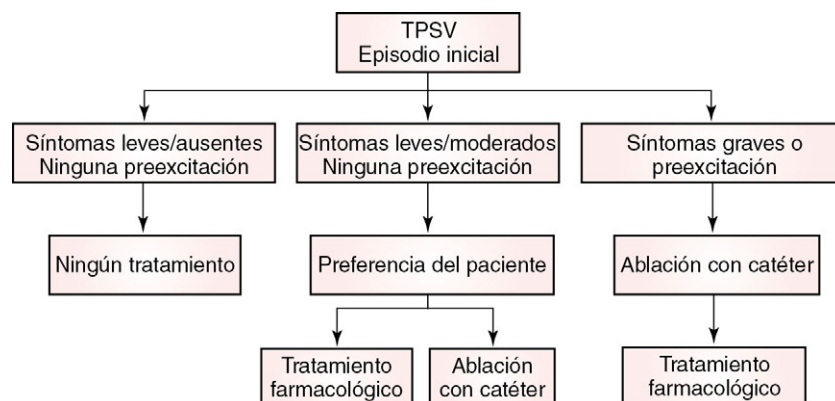 TPSV
Episodio inicial
Síntomas leves/ausentes
Ninguna preexcitación
Síntomas leves/moderados
Ninguna preexcitación
Síntomas graves o
preexcitación
Ningún tratamiento
Preferencia del paciente
Ablación con catéter
Tratamiento
farmacológico
Ablación
con catéter
Tratamiento
farmacológico